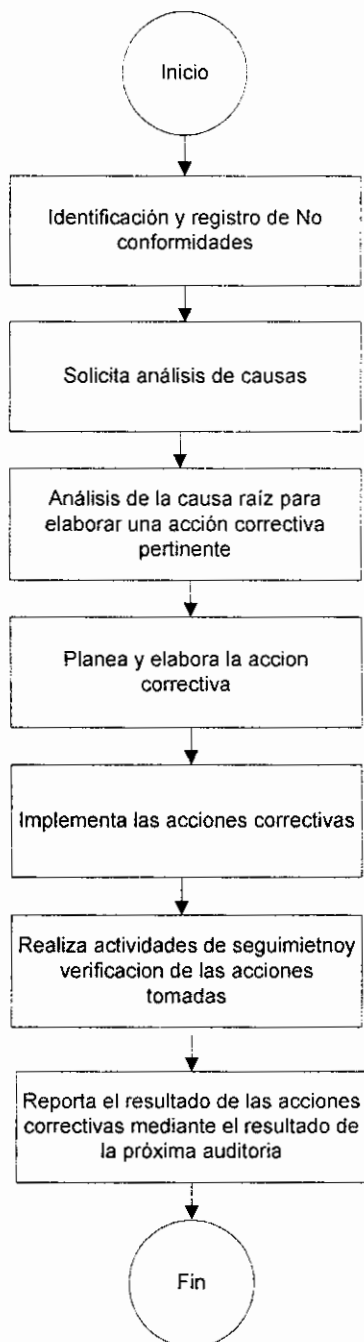 Inicio
Identificación y registro de No
conformidades
Solicita análisis de causas
Análisis de la causa raíz para
elaborar una acción correctiva
pertinente
Planea y elabora la accion
correctiva
Implementa las acciones correctivas
Realiza actividades de seguimietnoy
verificacion de las acciones
tomadas
Reporta el resultado de las acciones
correctivas mediante el resultado de
la próxima auditoria
Fin